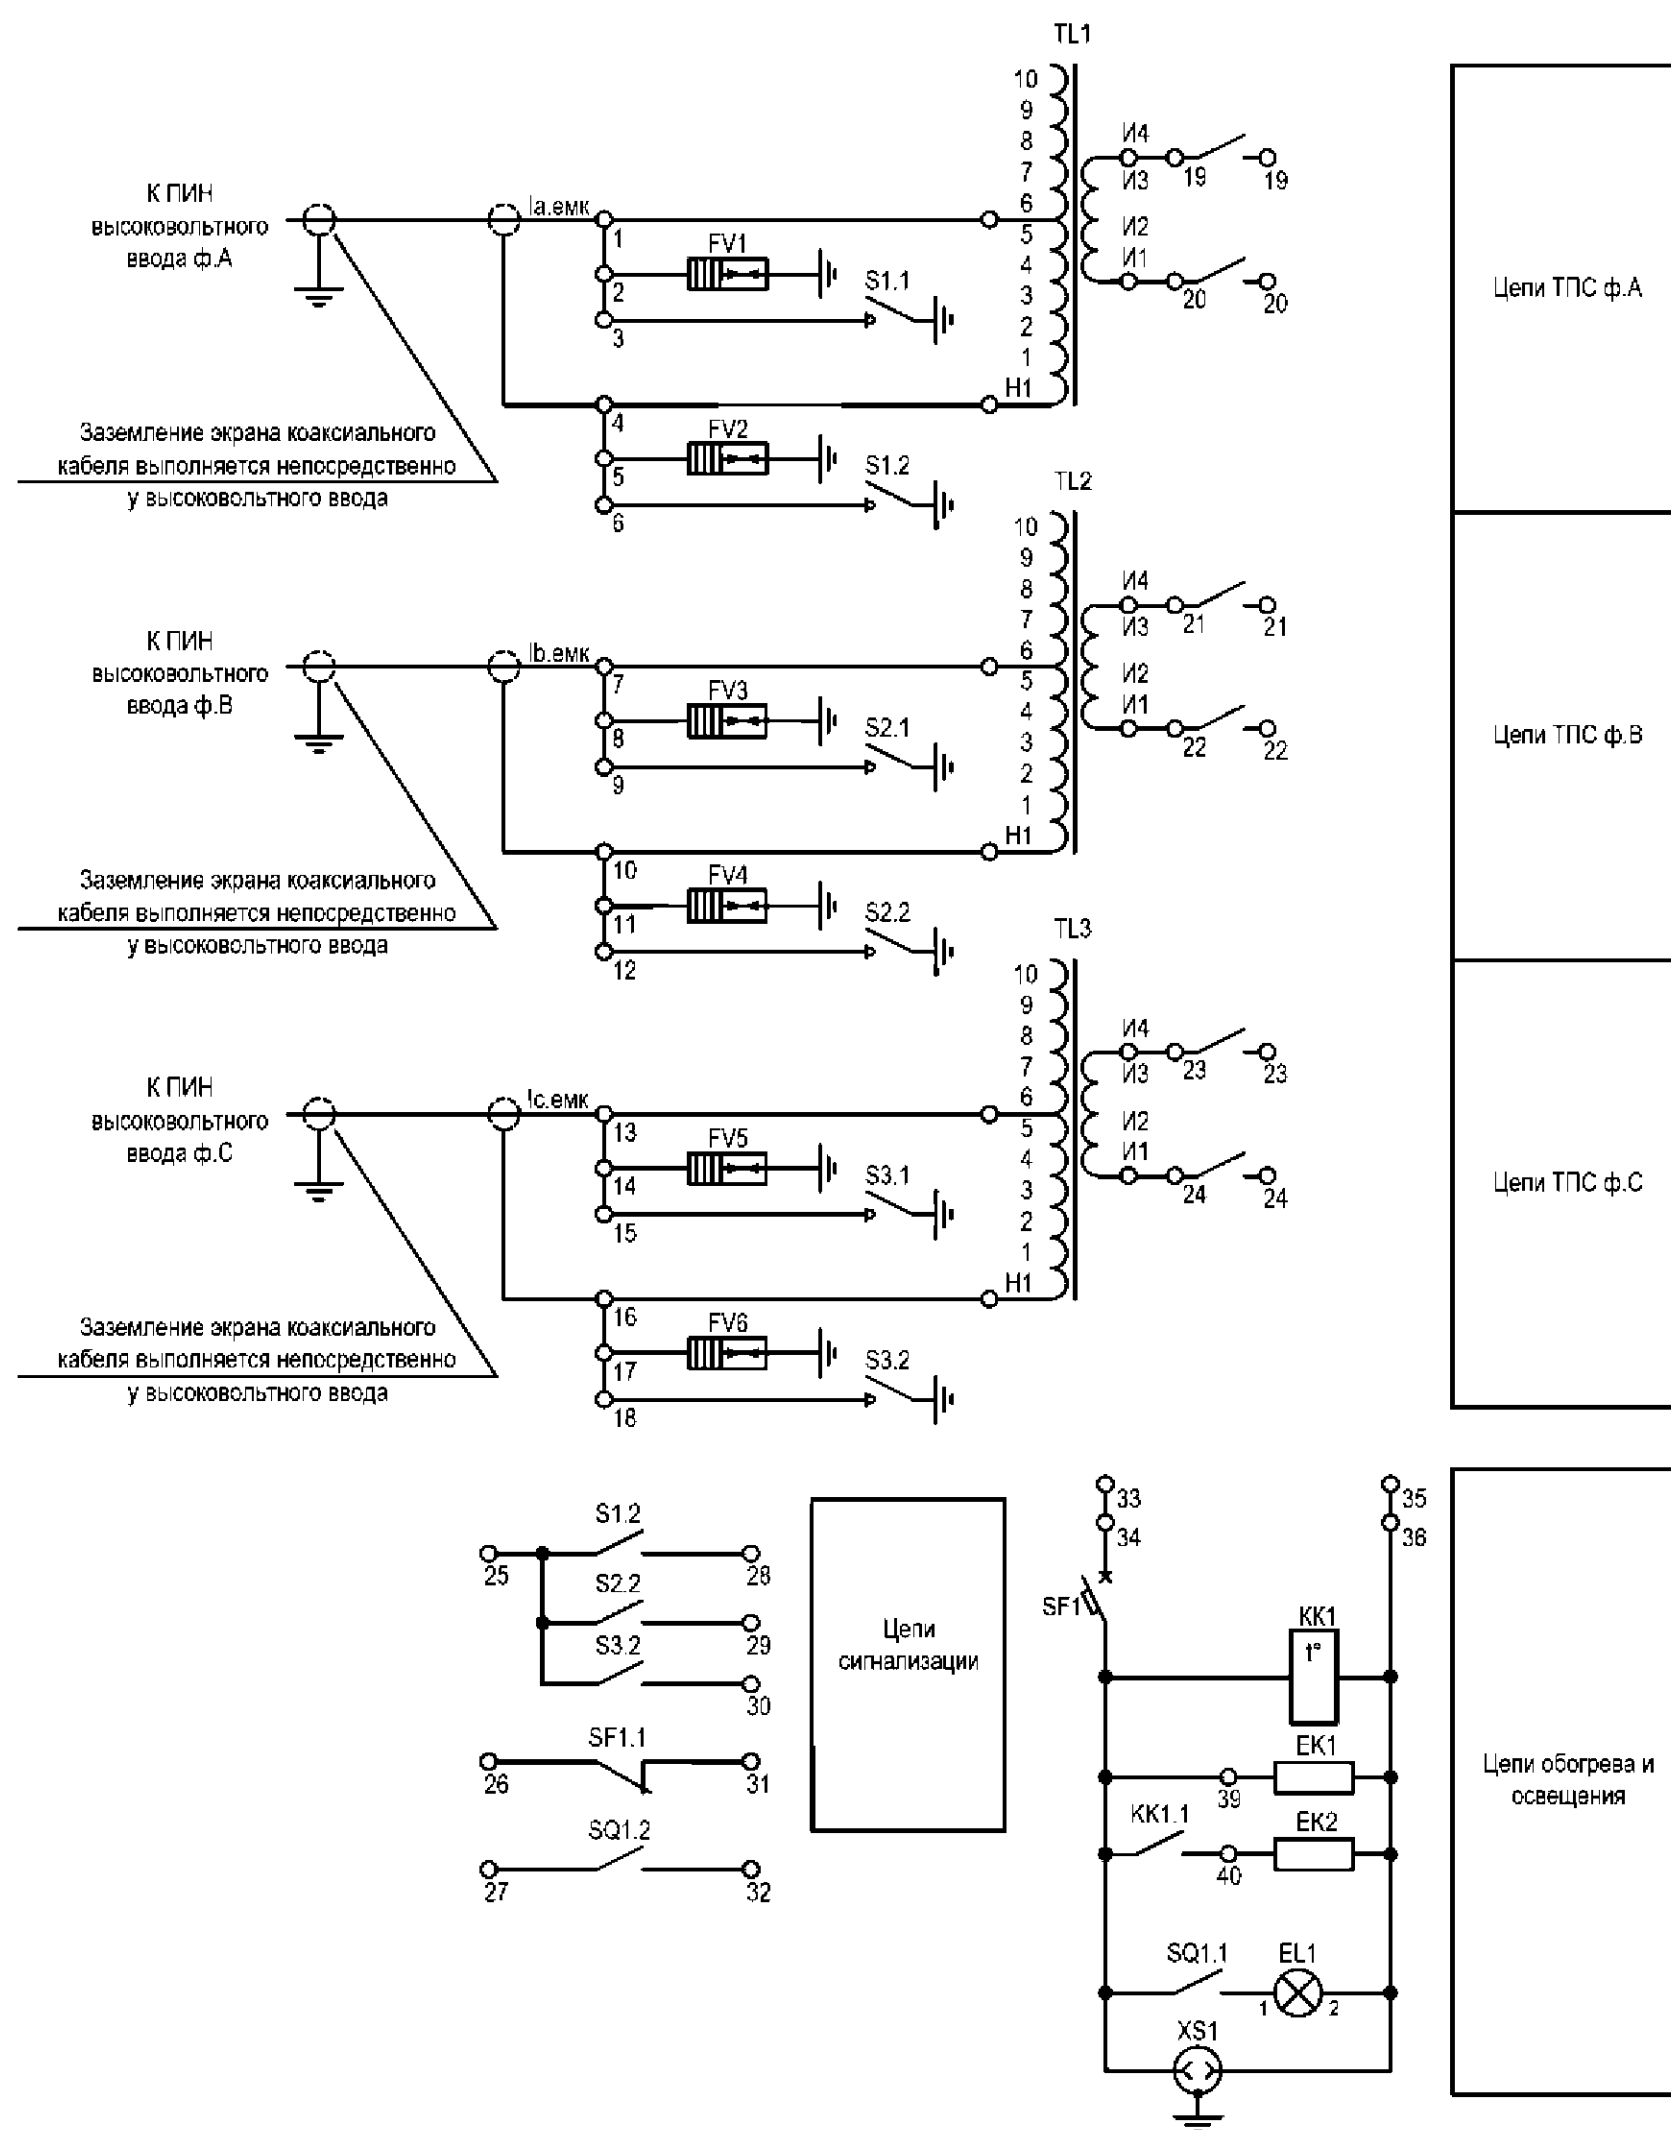 TL1
10
9
8
7
6
5
4
3
2
1
Н1
И4
И3
И2
И1
19
19
20
20
К ПИН
высоковольтного
ввода ф.А
Iа.емк
1
FV1
2
S1.1
3
4
FV2
5
S1.2
6
Заземление экрана коаксиального
кабеля выполняется непосредственно
у высоковольтного ввода
Цепи ТПС ф.А
TL2
10
9
8
7
6
5
4
3
2
1
Н1
И4
И3
И2
И1
21
21
22
22
К ПИН
высоковольтного
ввода ф.В
Ib.емк
7
FV3
8
S2.1
9
10
FV4
11
S2.2
12
Заземление экрана коаксиального
кабеля выполняется непосредственно
у высоковольтного ввода
Цепи ТПС ф.В
TL3
10
9
8
7
6
5
4
3
2
1
Н1
И4
И3
И2
И1
23
23
24
24
К ПИН
высоковольтного
ввода ф.С
Iс.емк
13
FV5
14
S3.1
15
16
FV6
17
S3.2
18
Заземление экрана коаксиального
кабеля выполняется непосредственно
у высоковольтного ввода
Цепи ТПС ф.С
S1.2
25
28
S2.2
29
S3.2
30
SF1.1
26
31
SQ1.2
27
32
Цепи
сигнализации
33
34
35
36
SF1
КК1
t°
EK1
39
КК1.1
EK2
40
SQ1.1
EL1
1
2
XS1
Цепи обогрева и
освещения